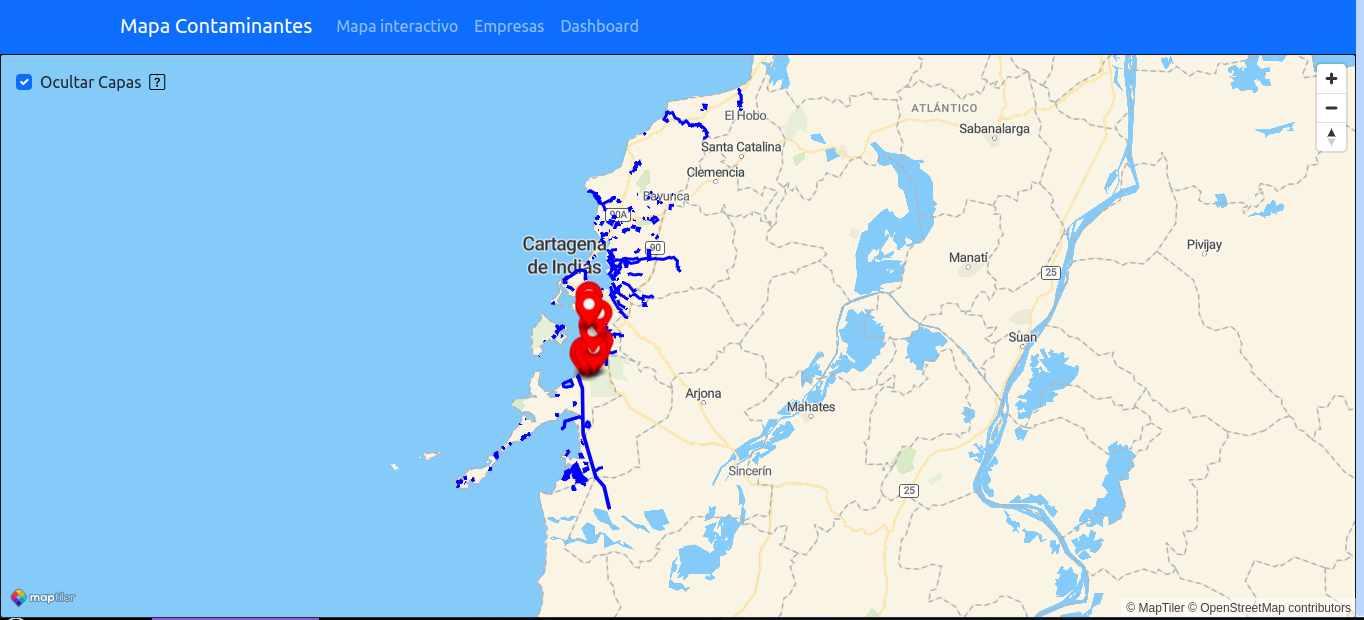 Mapa Contaminantes Mapa interactivo Empresas Dashboard
Ocultar Capas ?
+
−
ATLÁNTICO
El Hobo
Sabanalarga
Santa Catalina
Clemencia
Bayunca
90A
Cartagena
de Indias
90
Pivijay
Manatí
25
Suan
Arjona
Mahates
Sincerín
25
maptiler
© MapTiler © OpenStreetMap contributors